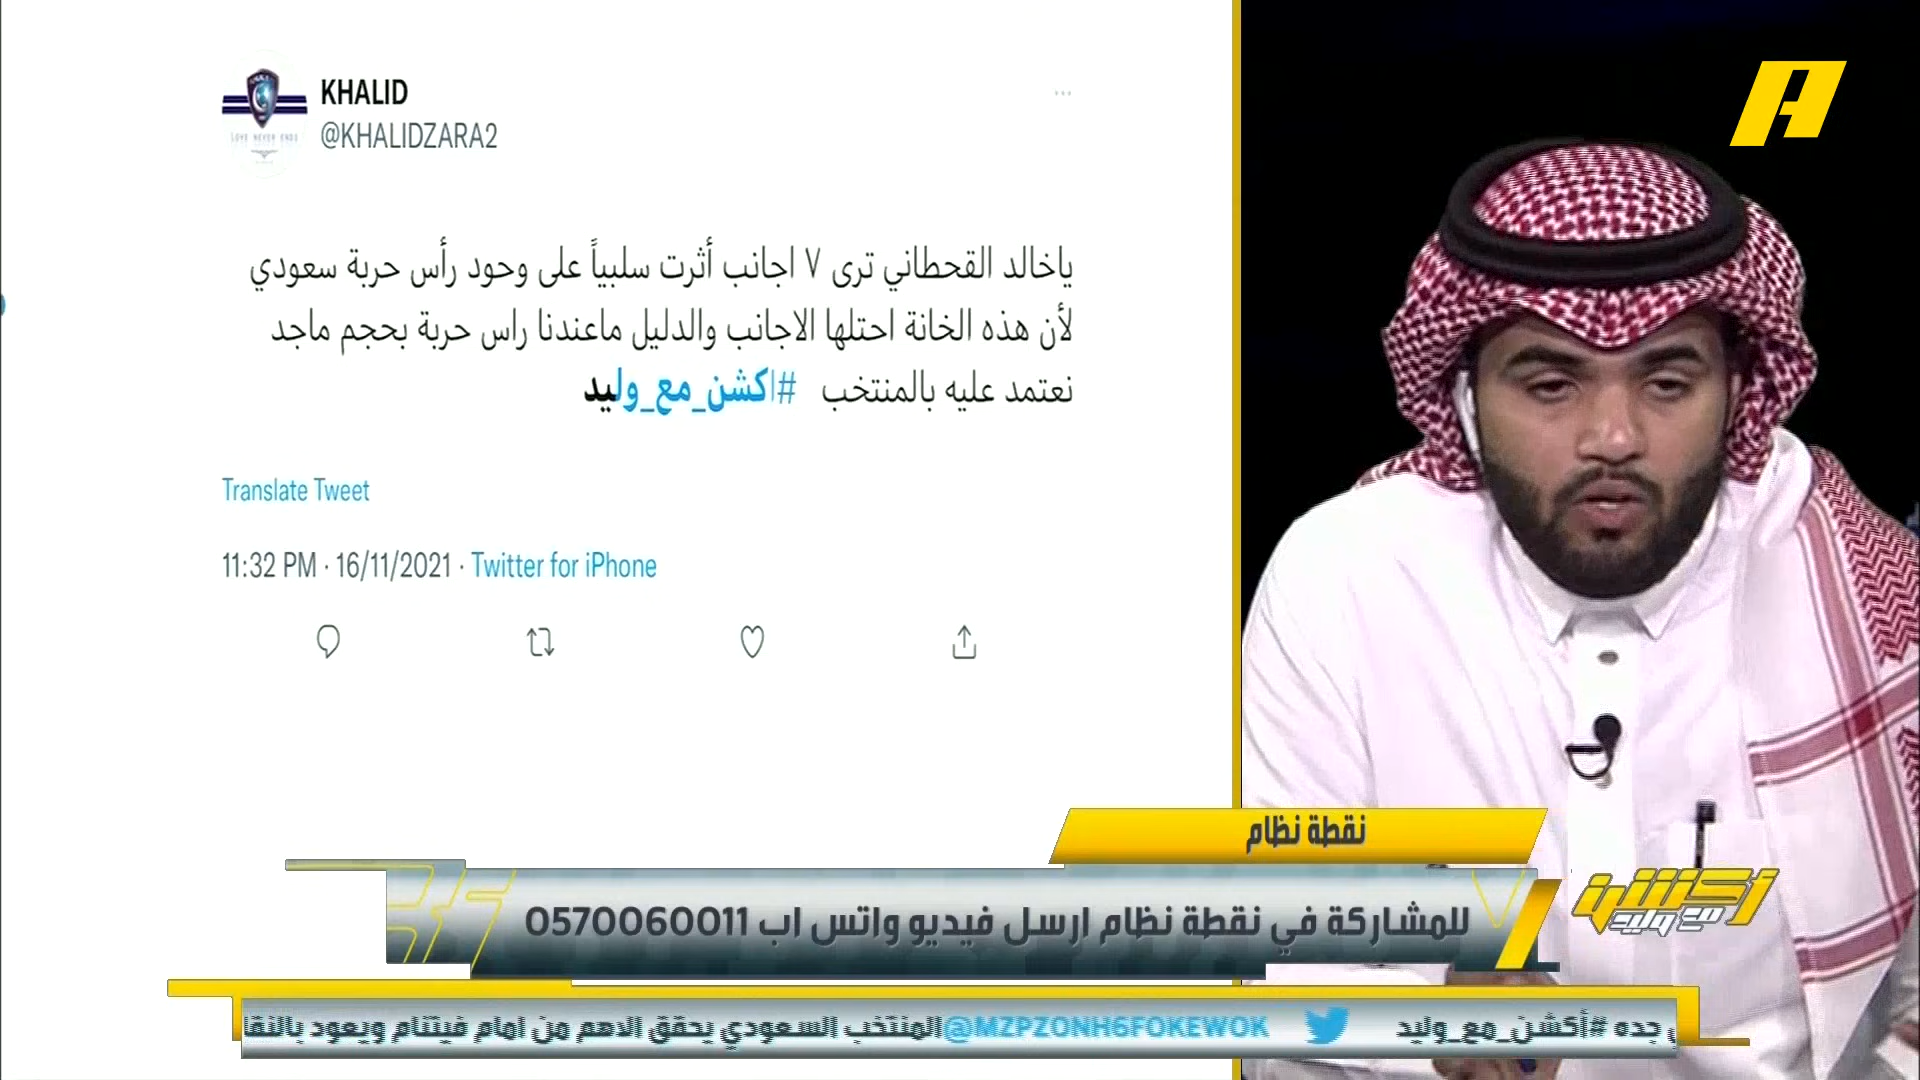 KHALID
@KHALIDZARA2
LOVE NEVER ENDS
ياخالد القحطاني ترى ٧ اجانب أثرت سلبياً على وحود رأس حربة سعودي
لأن هذه الخانة احتلها الاجانب والدليل ماعندنا راس حربة بحجم ماجد
نعتمد عليه بالمنتخب #اكشن_مع_وليد
Translate Tweet
11:32 PM · 16/11/2021 · Twitter for iPhone
نقطة نظام
للمشاركة في نقطة نظام ارسل فيديو واتس اب 0570060011
أكشن مع وليد
جده #أكشن_مع_وليد @MZPZONH6FOKEWOK المنتخب السعودي يحقق الاهم من امام فيتنام ويعود بالنقا